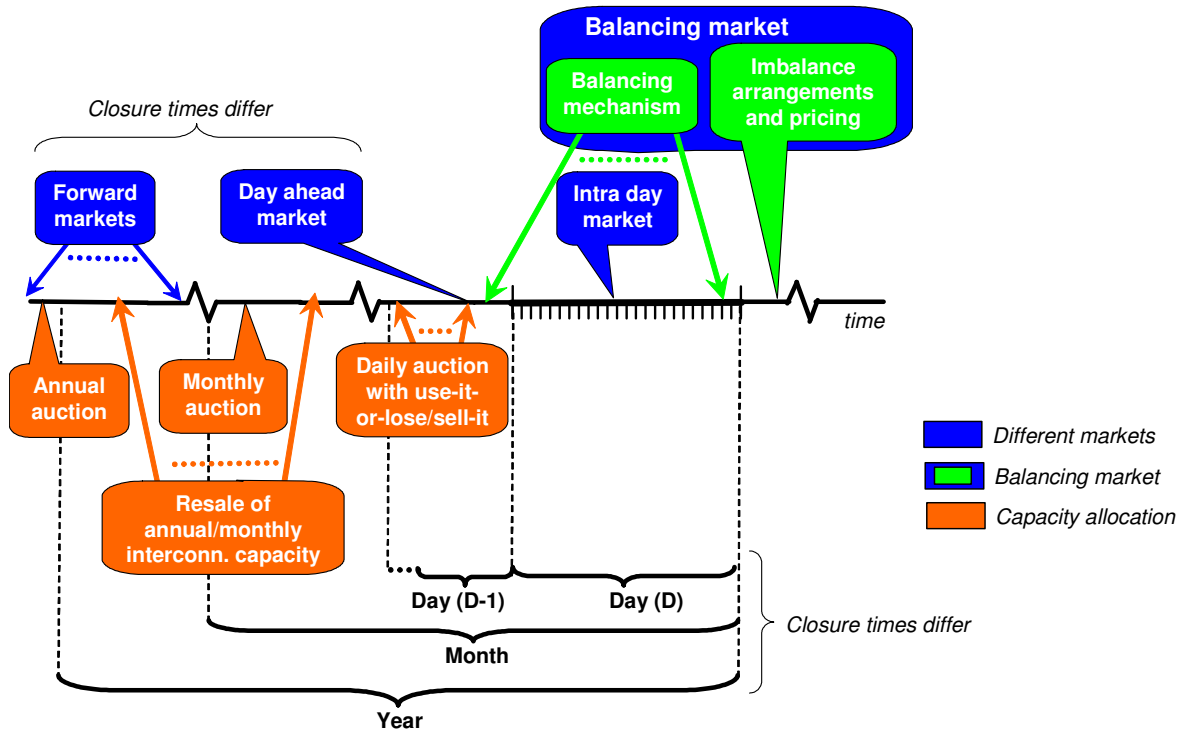 Balancing market
Balancing
mechanism
Imbalance
arrangements
and pricing
Closure times differ
Forward
markets
Day ahead
market
Intra day
market
time
Annual
auction
Monthly
auction
Daily auction
with use-it-
or-lose/sell-it
Resale of
annual/monthly
interconn. capacity
Different markets
Balancing market
Capacity allocation
Day (D-1)
Day (D)
Closure times differ
Month
Year